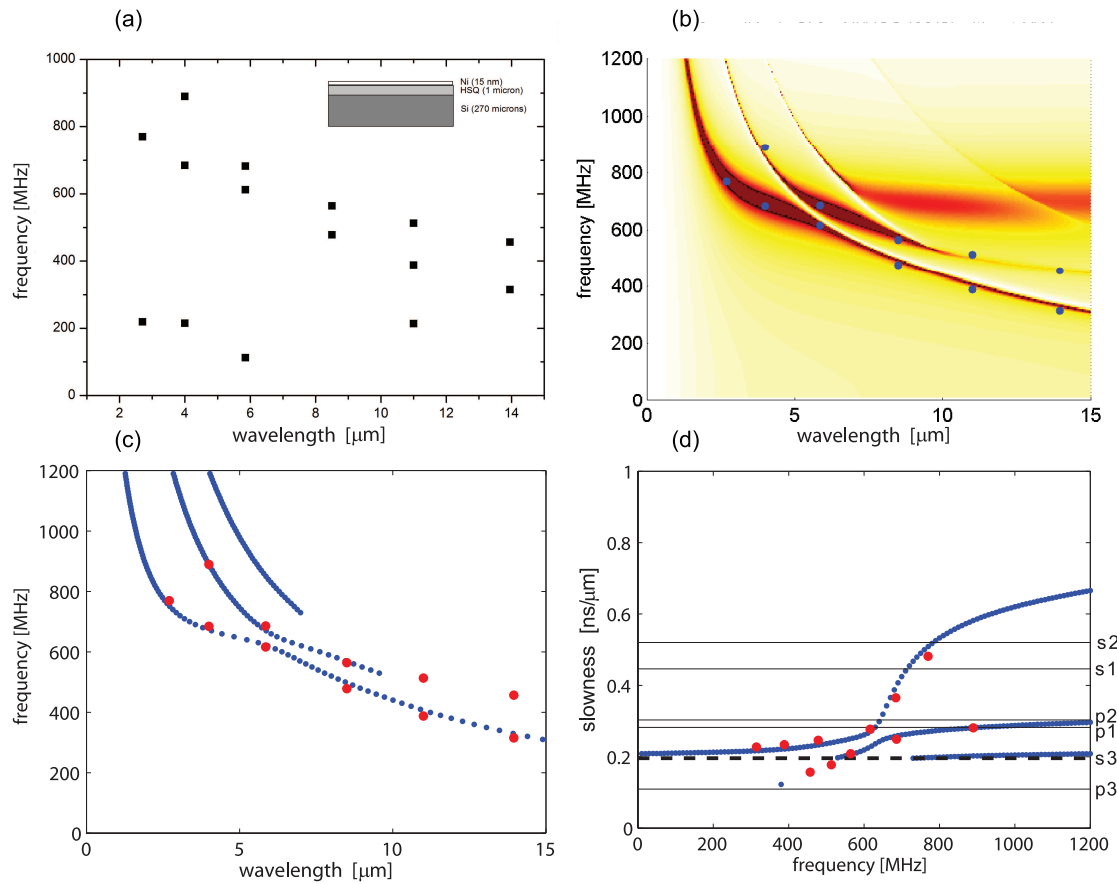 (a)
(b)
1000
800
600
400
200
0
frequency [MHz]
2
4
6
8
10
12
14
wavelength [μm]
Ni (15 nm)
HSQ (1 micron)
Si (270 microns)
1200
1000
800
600
400
200
0
frequency [MHz]
0
5
10
15
wavelength [μm]
(c)
(d)
1200
1000
800
600
400
200
0
frequency [MHz]
0
5
10
15
wavelength [μm]
1
0.8
0.6
0.4
0.2
0
slowness [ns/μm]
s2
s1
p2
p1
s3
p3
0
200
400
600
800
1000
1200
frequency [MHz]